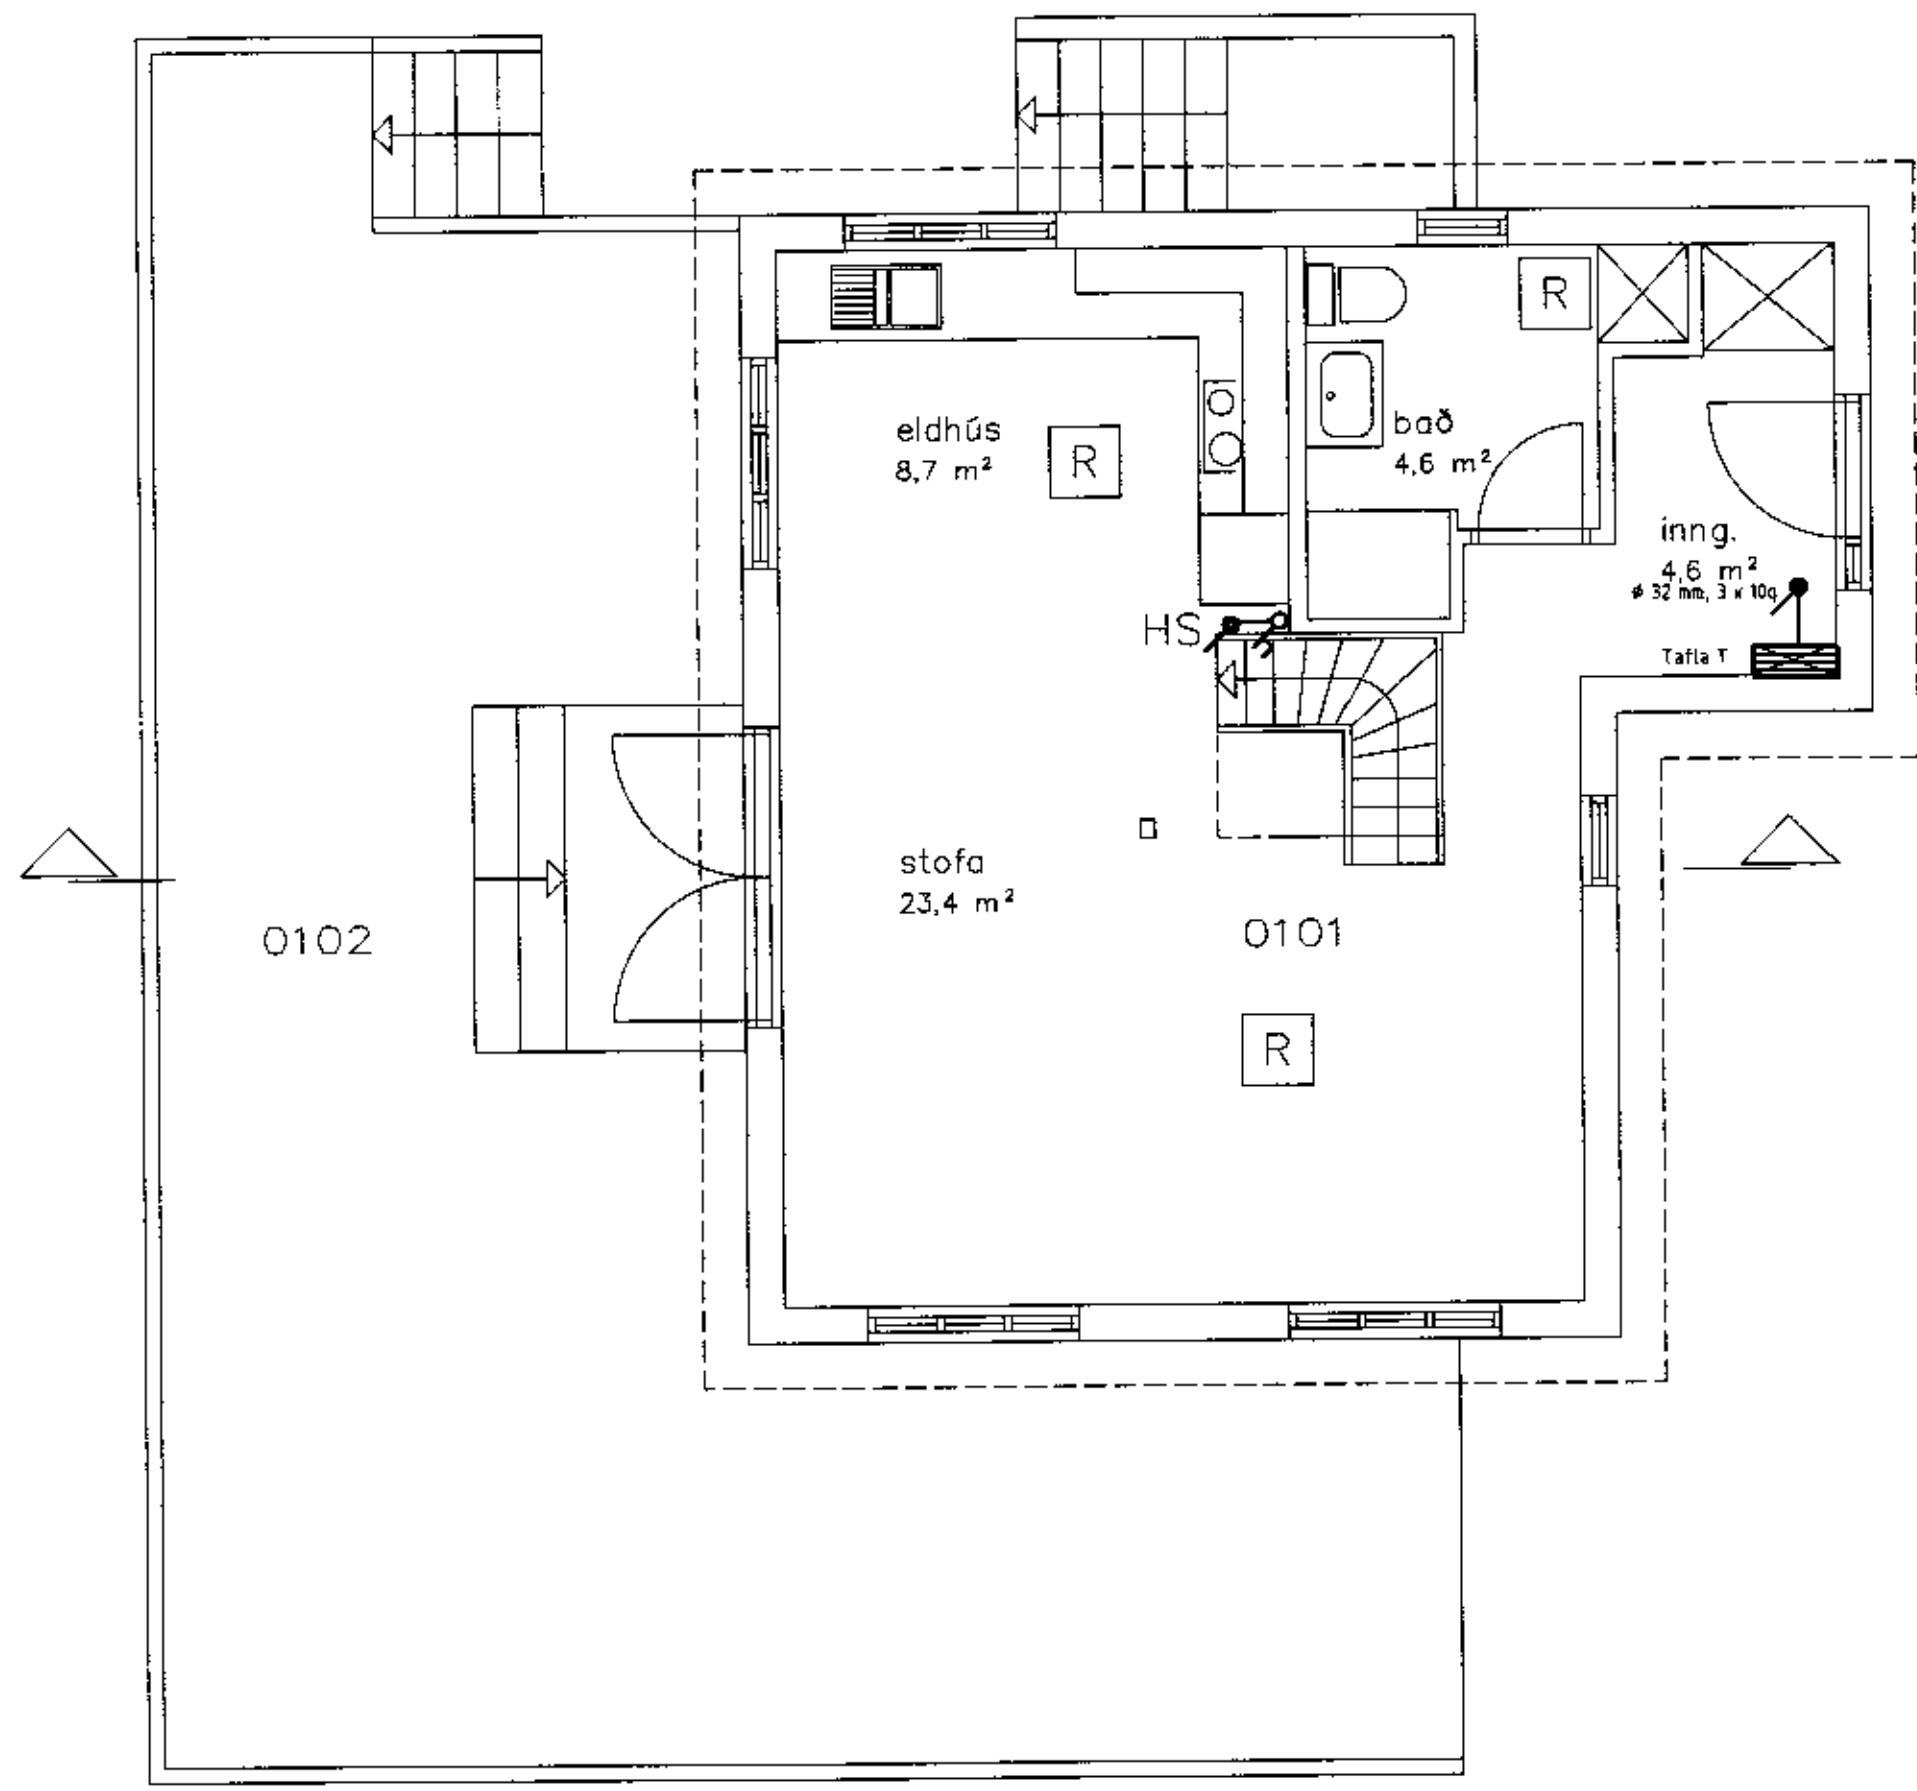 R
eldhús
8,7 m²
R
bað
4,6 m²
inng.
4,6 m²
ø 32 mm, 3 x 10q
HS
Tafla T
stofa
23,4 m²
0102
0101
R